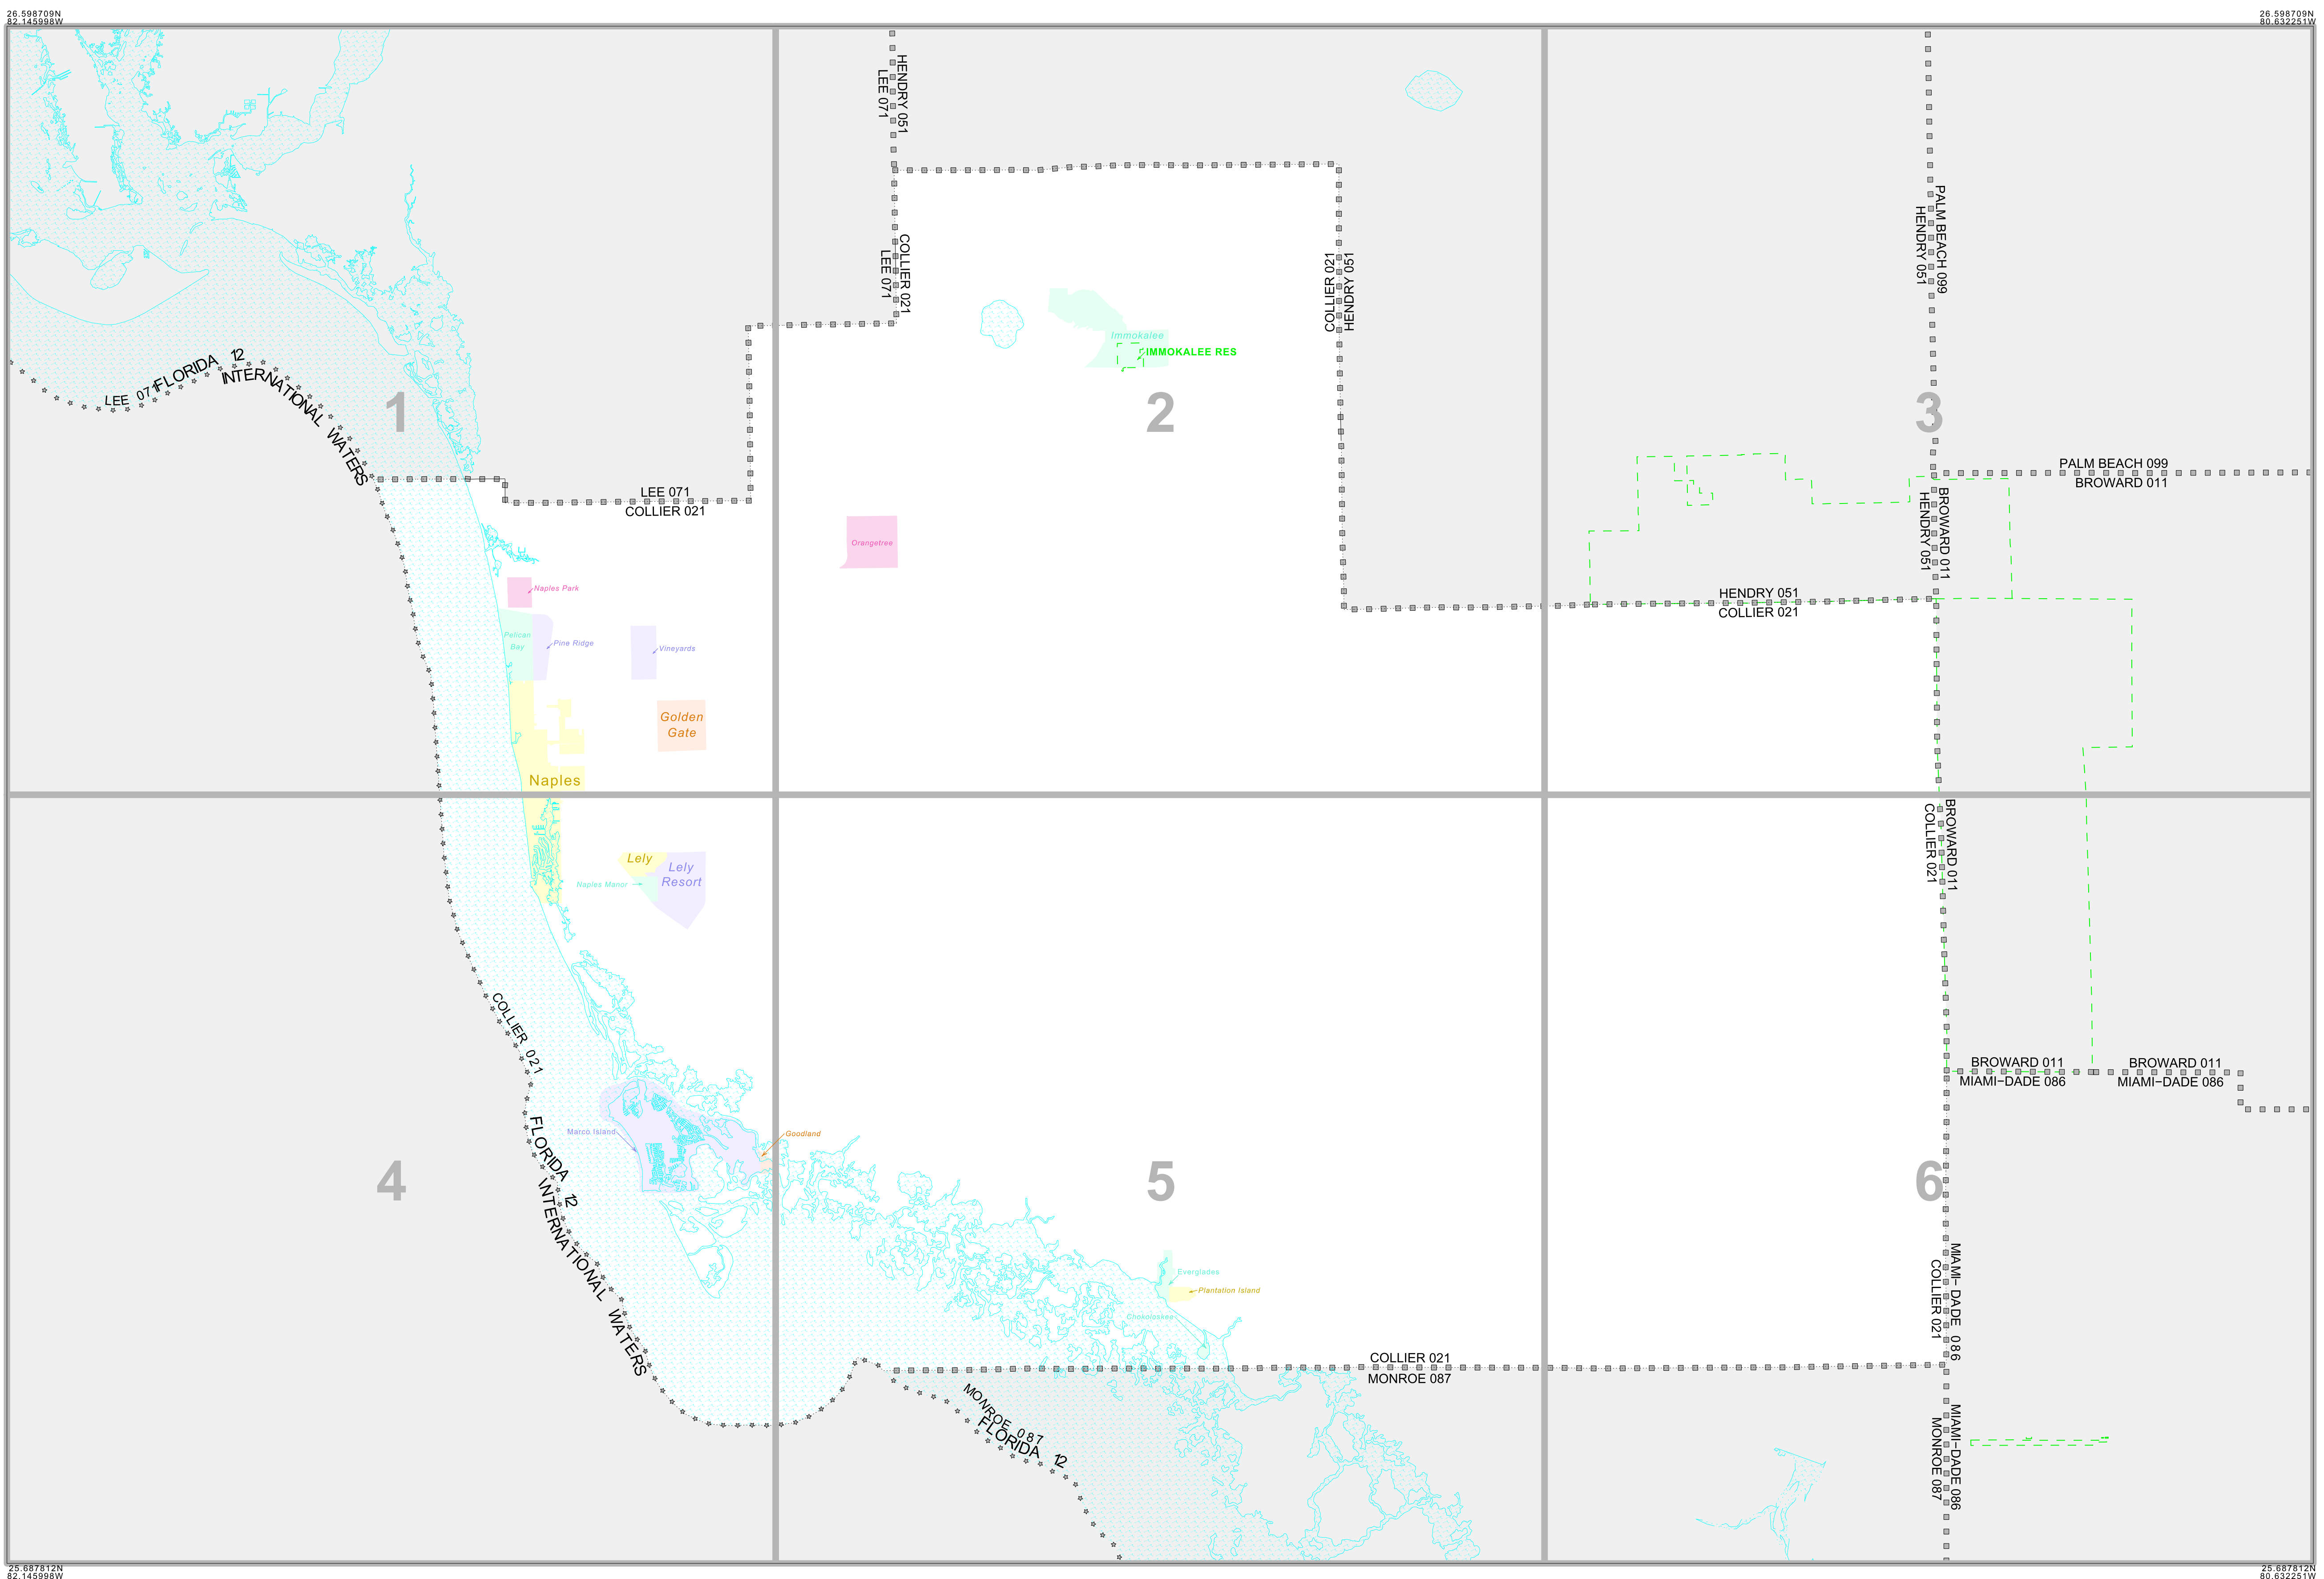 26.598709N
82.145998W
26.598709N
80.632251W
HENDRY 051
LEE 071
PALM BEACH 099
HENDRY 051
COLLIER 021
LEE 071
HENDRY 051
COLLIER 021
Immokalee
IMMOKALEE RES
LEE 071
FLORIDA 12
INTERNATIONAL WATERS
1
2
3
PALM BEACH 099
BROWARD 011
LEE 071
COLLIER 021
BROWARD 011
HENDRY 051
Orangetree
Naples Park
HENDRY 051
COLLIER 021
Pelican
Bay
Pine Ridge
Vineyards
Golden
Gate
Naples
BROWARD 011
COLLIER 021
Lely
Lely
Resort
Naples Manor
COLLIER 021
FLORIDA 12
INTERNATIONAL WATERS
BROWARD 011
MIAMI-DADE 086
BROWARD 011
MIAMI-DADE 086
Marco Island
Goodland
4
5
6
Everglades
Plantation Island
Chokoloskee
MIAMI-DADE 086
COLLIER 021
COLLIER 021
MONROE 087
MONROE 087
FLORIDA 12
MIAMI-DADE 086
MONROE 087
25.687812N
82.145998W
25.687812N
80.632251W